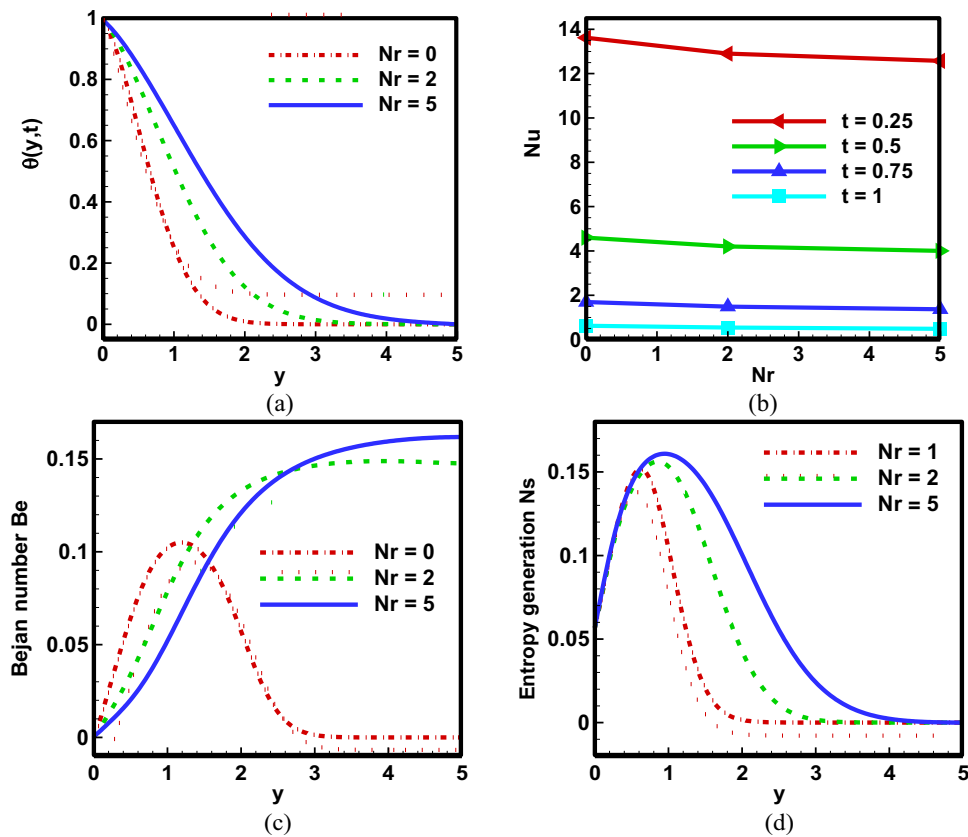 1
0.8
0.6
0.4
0.2
0
θ(y,t)
Nr = 0
Nr = 2
Nr = 5
0 1 2 3 4 5
y
(a)
14
12
10
8
6
4
2
0
Nu
t = 0.25
t = 0.5
t = 0.75
t = 1
0 1 2 3 4 5
Nr
(b)
0.15
0.1
0.05
0
Bejan number Be
Nr = 0
Nr = 2
Nr = 5
0 1 2 3 4 5
y
(c)
0.15
0.1
0.05
0
Entropy generation Ns
Nr = 1
Nr = 2
Nr = 5
0 1 2 3 4 5
y
(d)